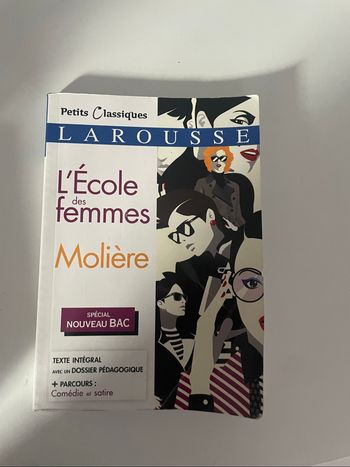 Petits Classiques
LAROUSSE
L'École
des
femmes
Molière
SPÉCIAL
NOUVEAU BAC
TEXTE INTÉGRAL
AVEC UN DOSSIER PÉDAGOGIQUE
+ PARCOURS :
Comédie et satire